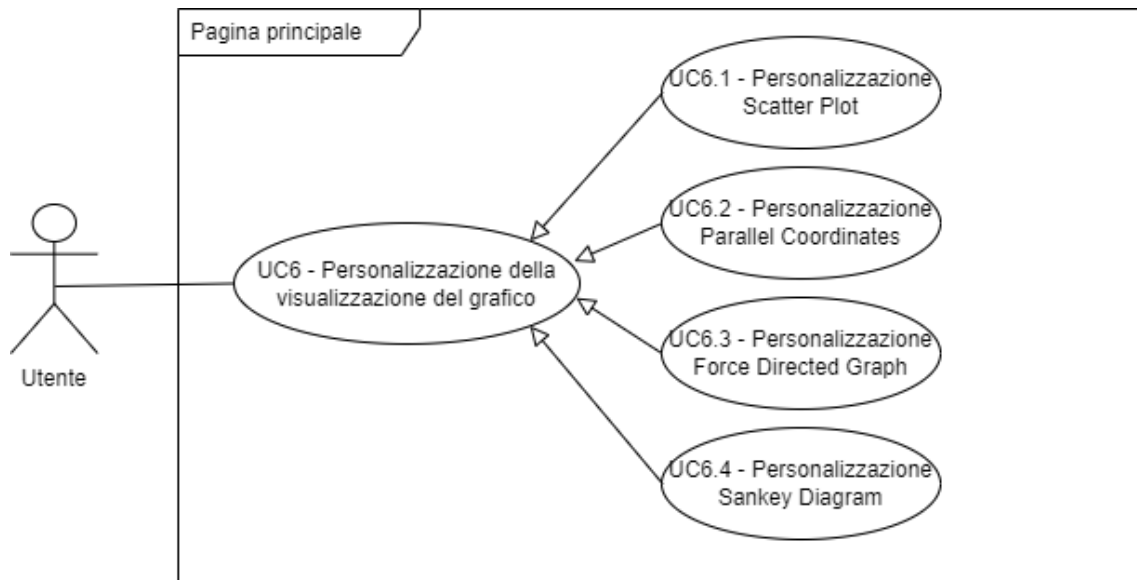 Pagina principale
UC6.1 - Personalizzazione
Scatter Plot
UC6.2 - Personalizzazione
Parallel Coordinates
UC6 - Personalizzazione della
visualizzazione del grafico
UC6.3 - Personalizzazione
Force Directed Graph
Utente
UC6.4 - Personalizzazione
Sankey Diagram